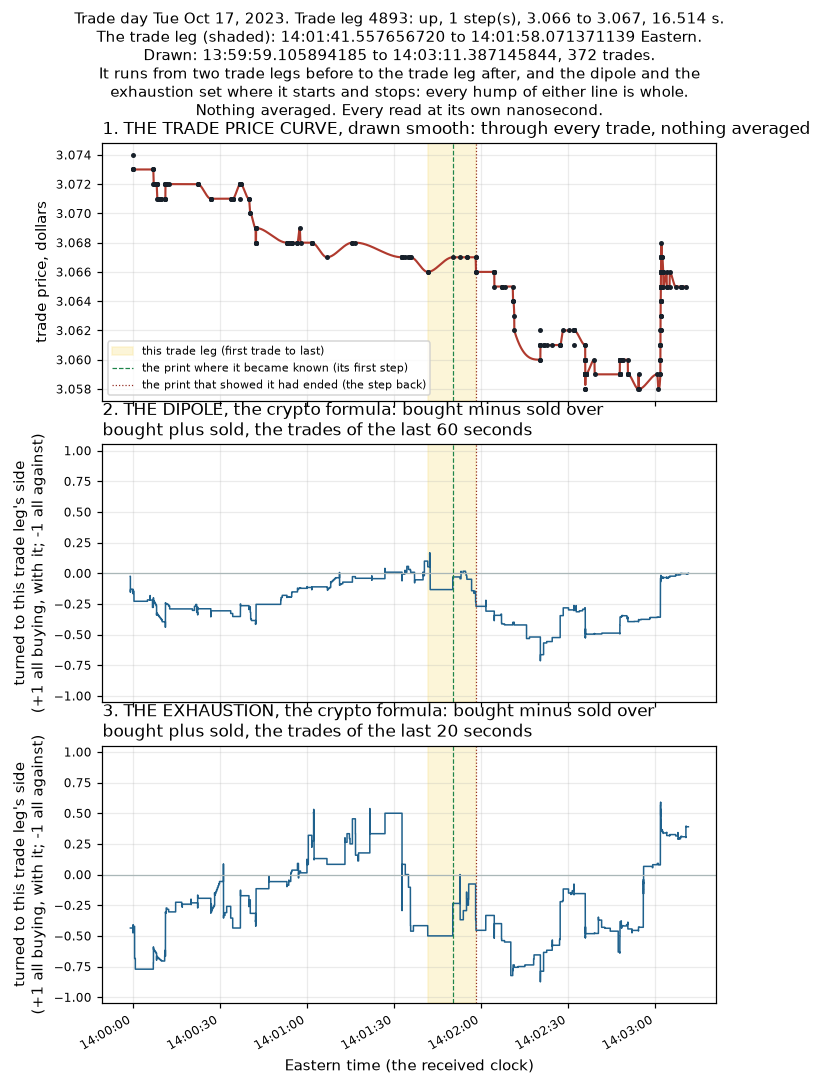 Trade day Tue Oct 17, 2023. Trade leg 4893: up, 1 step(s), 3.066 to 3.067, 16.514 s.
The trade leg (shaded): 14:01:41.557656720 to 14:01:58.071371139 Eastern.
Drawn: 13:59:59.105894185 to 14:03:11.387145844, 372 trades.
It runs from two trade legs before to the trade leg after, and the dipole and the
exhaustion set where it starts and stops: every hump of either line is whole.
Nothing averaged. Every read at its own nanosecond.
1. THE TRADE PRICE CURVE, drawn smooth: through every trade, nothing averaged
trade price, dollars
3.074
3.072
3.070
3.068
3.066
3.064
3.062
3.060
3.058
this trade leg (first trade to last)
the print where it became known (its first step)
the print that showed it had ended (the step back)
2. THE DIPOLE, the crypto formula: bought minus sold over
bought plus sold, the trades of the last 60 seconds
turned to this trade leg's side
(+1 all buying, with it; -1 all against)
1.00
0.75
0.50
0.25
0.00
−0.25
−0.50
−0.75
−1.00
3. THE EXHAUSTION, the crypto formula: bought minus sold over
bought plus sold, the trades of the last 20 seconds
turned to this trade leg's side
(+1 all buying, with it; -1 all against)
1.00
0.75
0.50
0.25
0.00
−0.25
−0.50
−0.75
−1.00
14:00:00
14:00:30
14:01:00
14:01:30
14:02:00
14:02:30
14:03:00
Eastern time (the received clock)